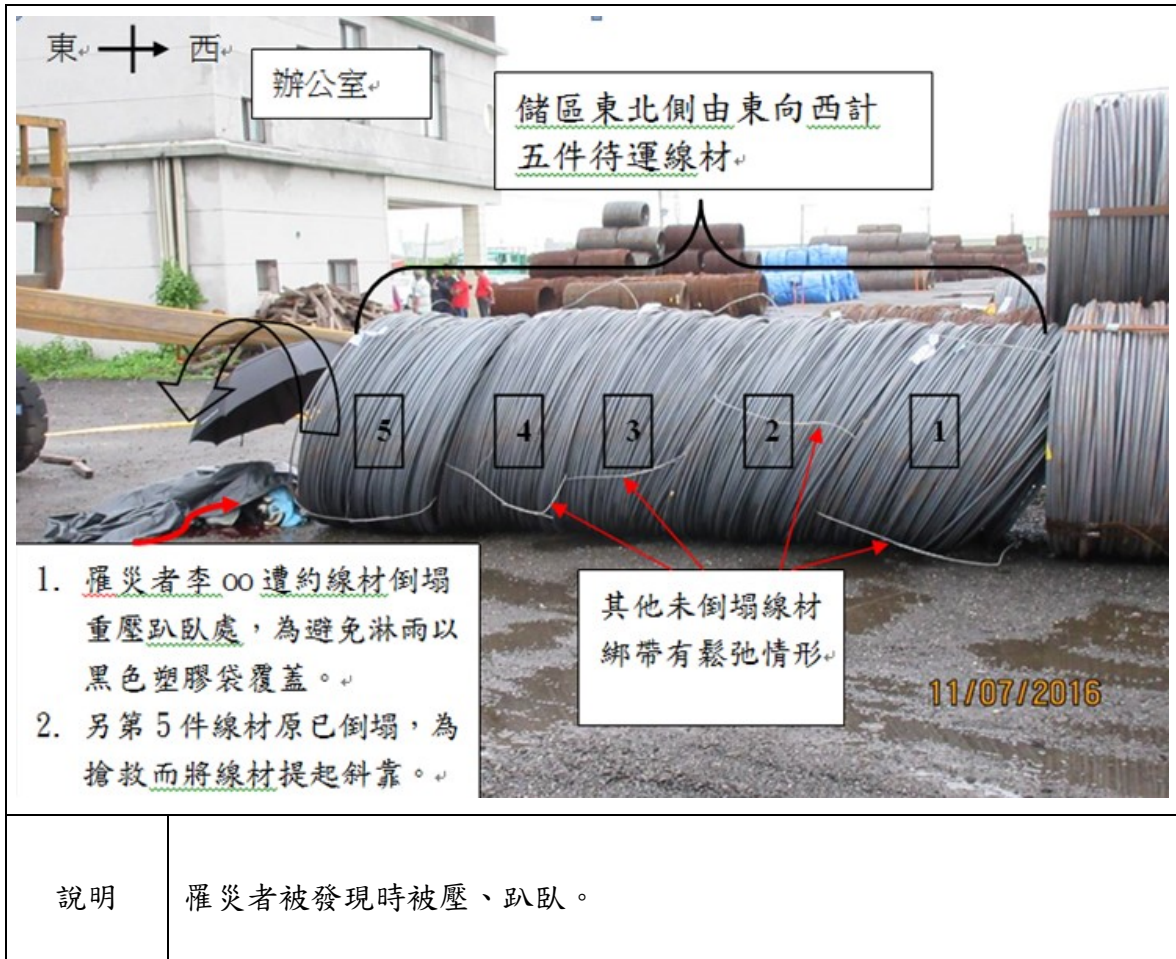 東 西
辦公室
儲區東北側由東向西計
五件待運線材
5 4 3 2 1
1. 罹災者李oo遭約線材倒塌
重壓趴臥處，為避免淋雨以
黑色塑膠袋覆蓋。
2. 另第5件線材原已倒塌，為
搶救而將線材提起斜靠。
其他未倒塌線材
綁帶有鬆弛情形
11/07/2016
說明
罹災者被發現時被壓、趴臥。